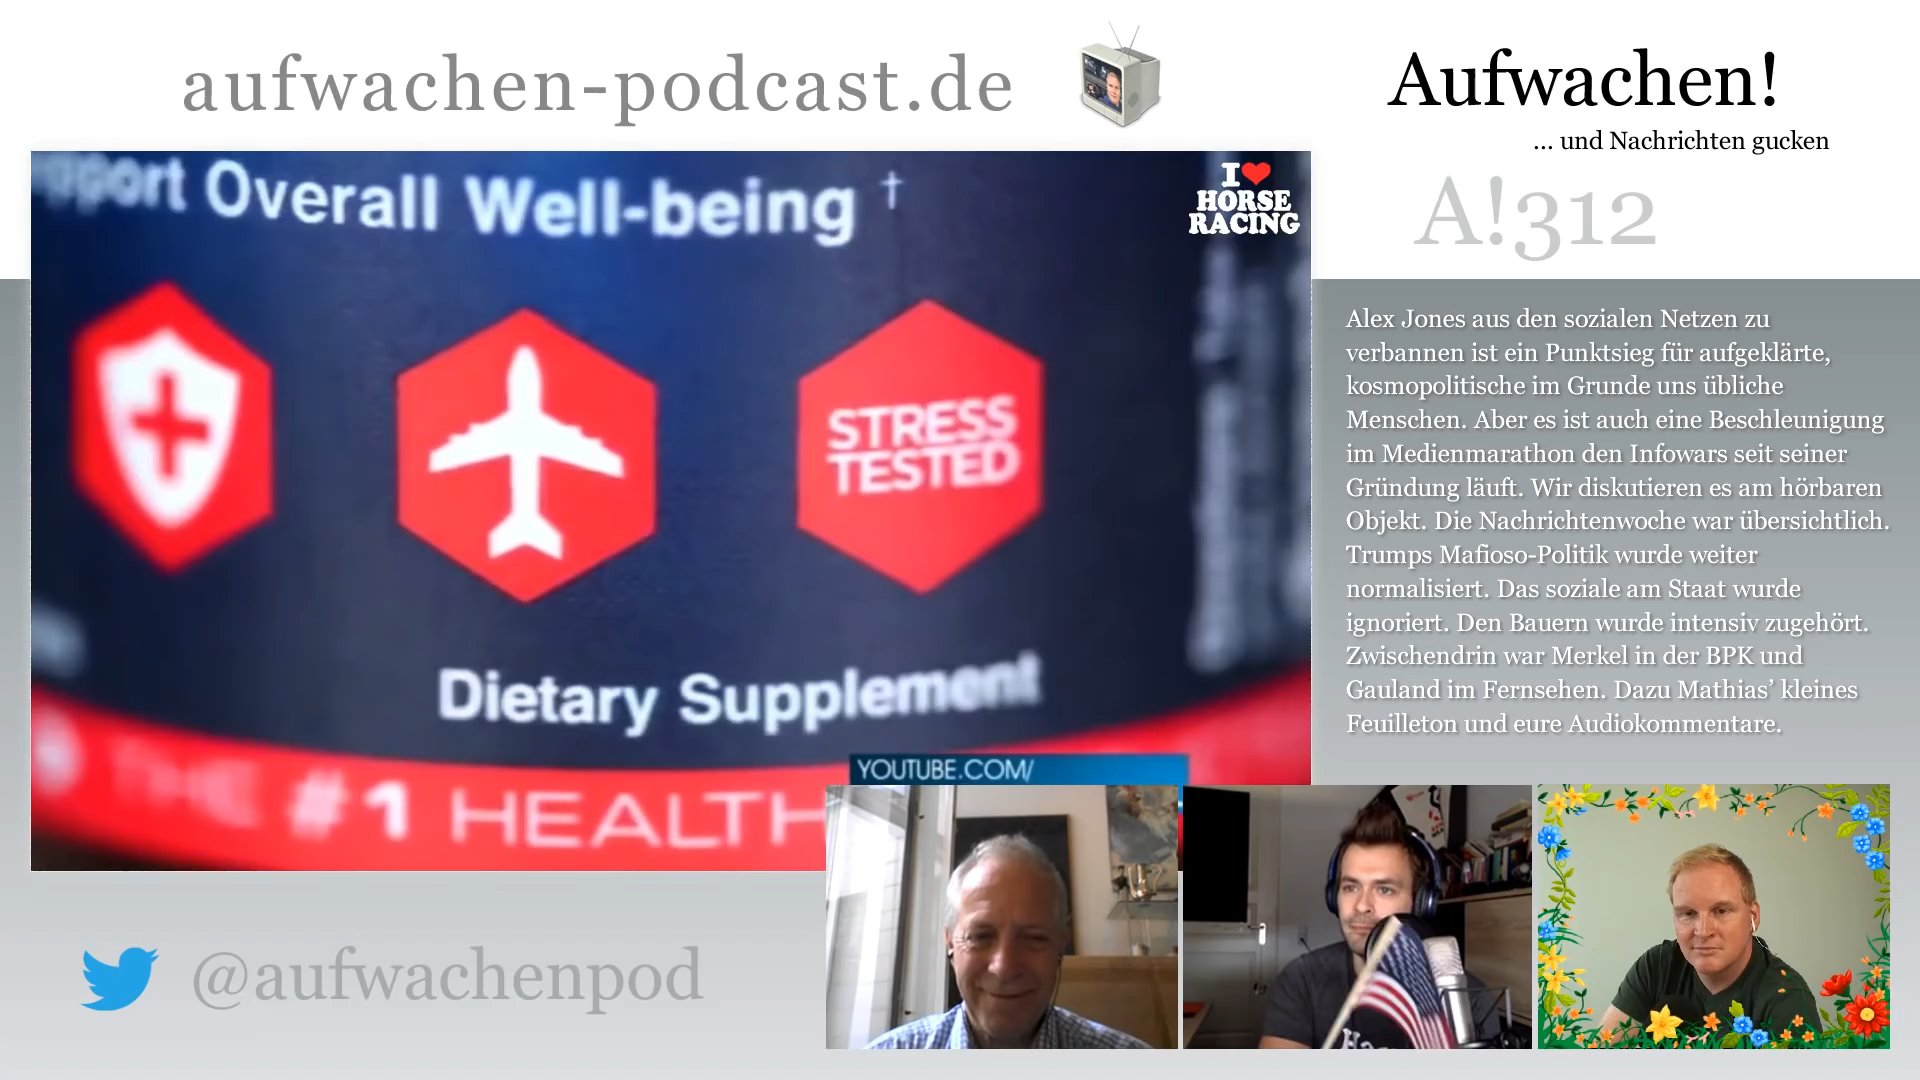 aufwachen-podcast.de
Aufwachen!
... und Nachrichten gucken
A!312
Overall Well-being †
I
HORSE
RACING
STRESS
TESTED
Dietary Supplement
THE #1 HEALTH
YOUTUBE.COM/
Alex Jones aus den sozialen Netzen zu
verbannen ist ein Punktsieg für aufgeklärte,
kosmopolitische im Grunde uns übliche
Menschen. Aber es ist auch eine Beschleunigung
im Medienmarathon den Infowars seit seiner
Gründung läuft. Wir diskutieren es am hörbaren
Objekt. Die Nachrichtenwoche war übersichtlich.
Trumps Mafioso-Politik wurde weiter
normalisiert. Das soziale am Staat wurde
ignoriert. Den Bauern wurde intensiv zugehört.
Zwischendrin war Merkel in der BPK und
Gauland im Fernsehen. Dazu Mathias’ kleines
Feuilleton und eure Audiokommentare.
@aufwachenpod